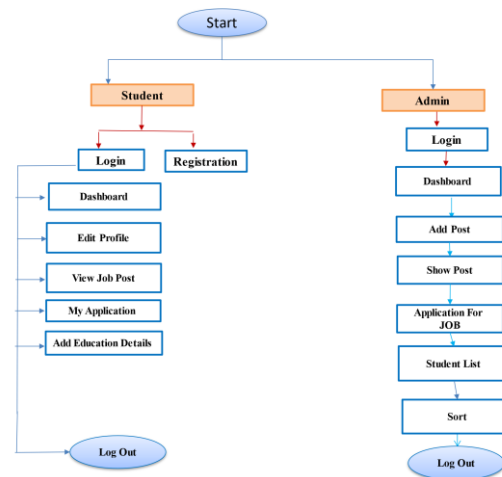 Start
Student
Login
Registration
Dashboard
Edit Profile
View Job Post
My Application
Add Education Details
Log Out
Admin
Login
Dashboard
Add Post
Show Post
Application For
JOB
Student List
Sort
Log Out